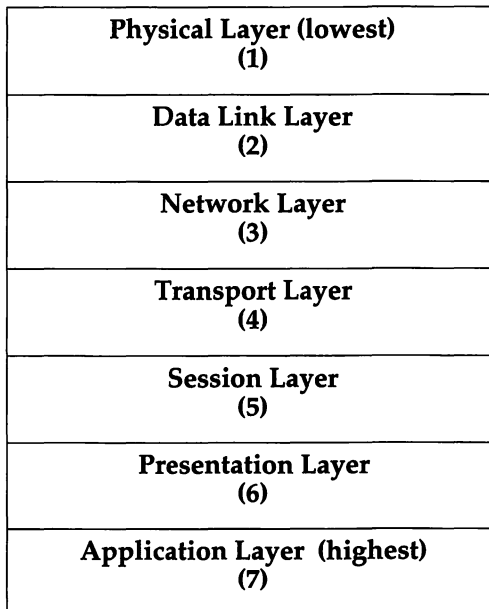 Physical Layer (lowest)
(1)
Data Link Layer
(2)
Network Layer
(3)
Transport Layer
(4)
Session Layer
(5)
Presentation Layer
(6)
Application Layer (highest)
(7)